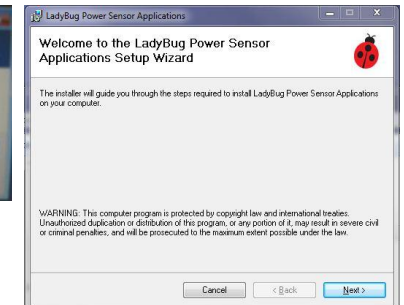 LadyBug Power Sensor Applications
Welcome to the LadyBug Power Sensor
Applications Setup Wizard
The installer will guide you through the steps required to install LadyBug Power Sensor Applications
on your computer.
WARNING: This computer program is protected by copyright law and international treaties.
Unauthorized duplication or distribution of this program, or any portion of it, may result in severe civil
or criminal penalties, and will be prosecuted to the maximum extent possible under the law.
Cancel < Back Next >